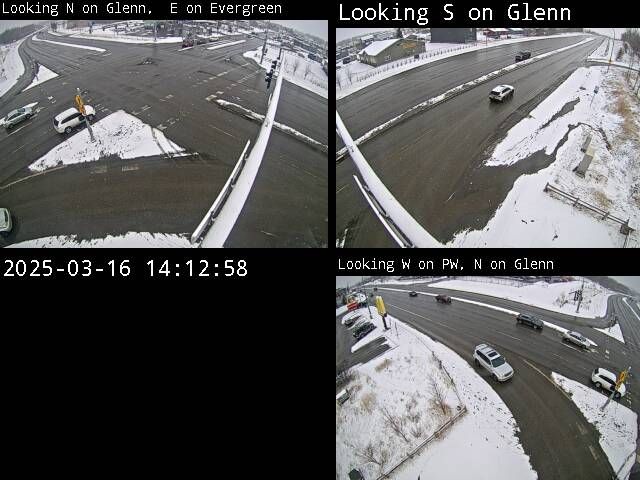 Looking N on Glenn,  E on Evergreen
Looking S on Glenn
2025-03-16 14:12:58
Looking W on PW, N on Glenn